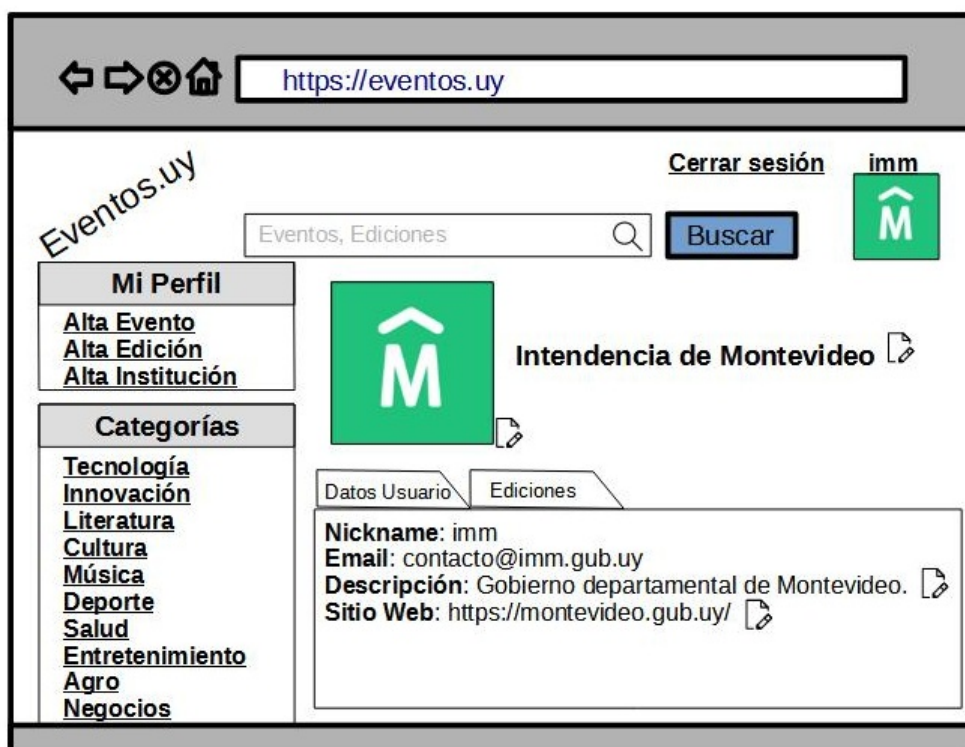 https://eventos.uy
Eventos.uy
Cerrar sesión
imm
M
Eventos, Ediciones
Buscar
Mi Perfil
Alta Evento
Alta Edición
Alta Institución
Categorías
Tecnología
Innovación
Literatura
Cultura
Música
Deporte
Salud
Entretenimiento
Agro
Negocios
M
Intendencia de Montevideo
Datos Usuario
Ediciones
Nickname: imm
Email: contacto@imm.gub.uy
Descripción: Gobierno departamental de Montevideo.
Sitio Web: https://montevideo.gub.uy/